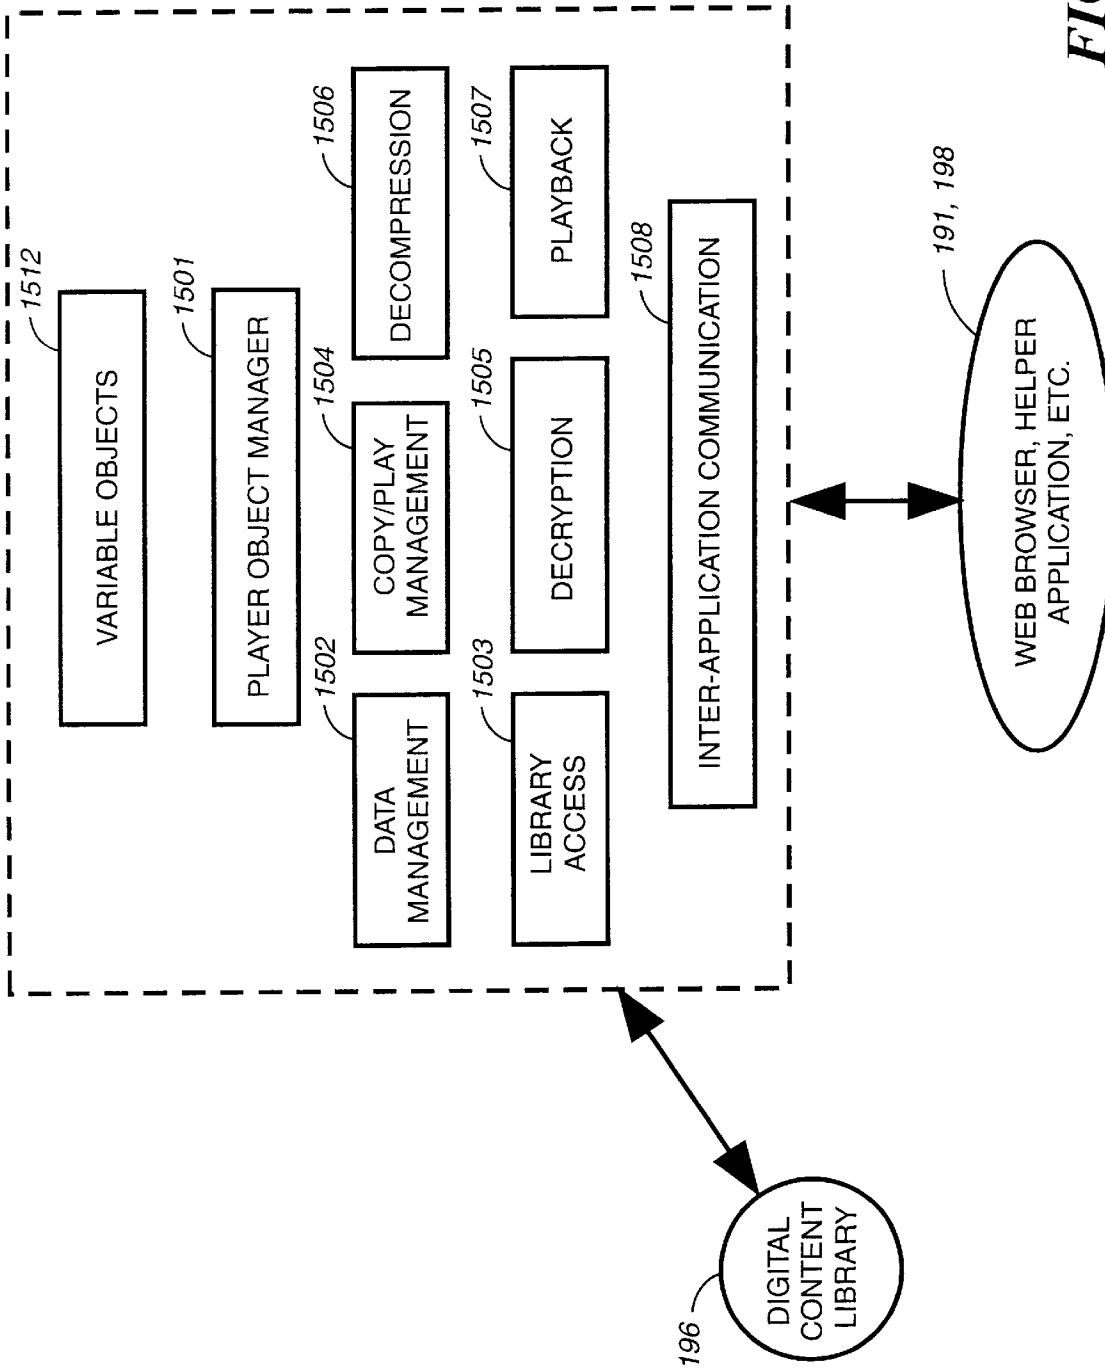 1512
VARIABLE OBJECTS
1501
PLAYER OBJECT MANAGER
1502
DATA
MANAGEMENT
1504
COPY/PLAY
MANAGEMENT
1506
DECOMPRESSION
1503
LIBRARY
ACCESS
1505
DECRYPTION
1507
PLAYBACK
1508
INTER-APPLICATION COMMUNICATION
196
DIGITAL
CONTENT
LIBRARY
191, 198
WEB BROWSER, HELPER
APPLICATION, ETC.